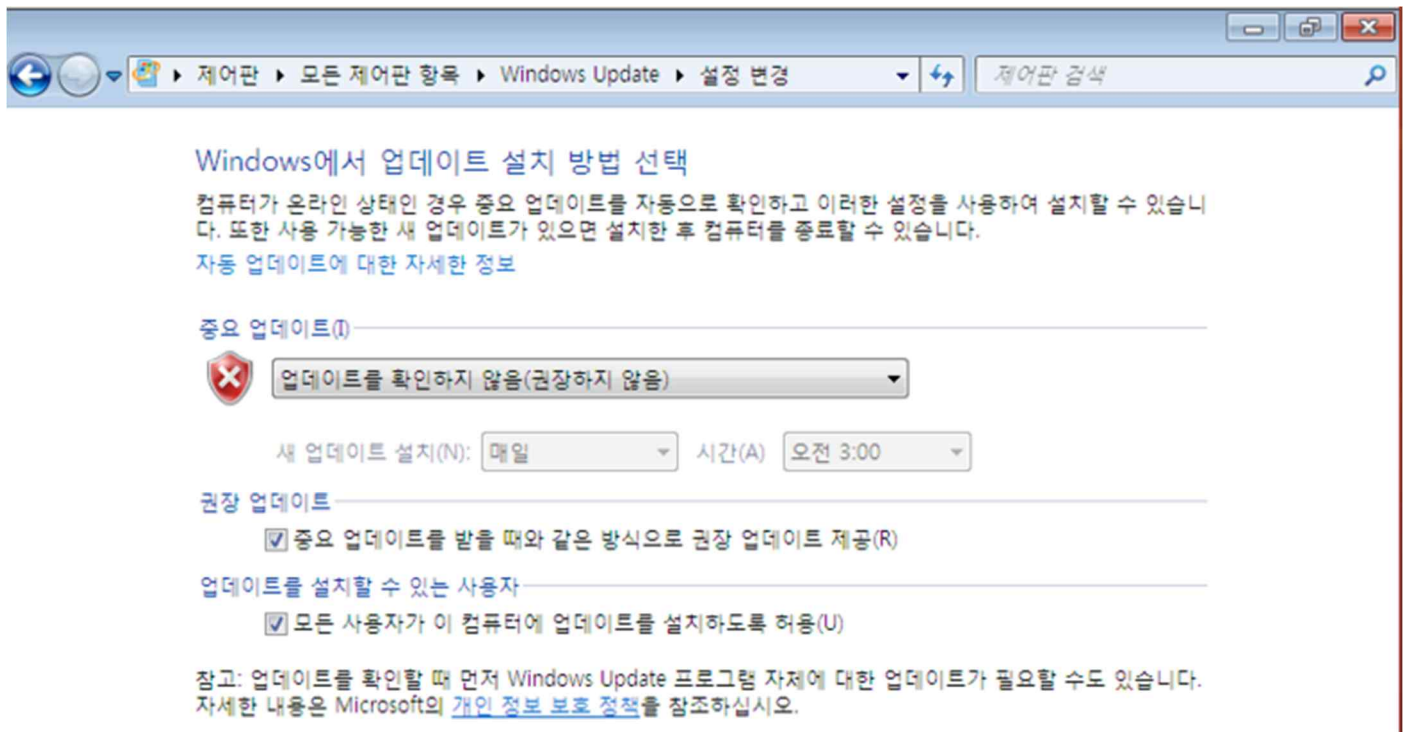 제어판 ▸ 모든 제어판 항목 ▸ Windows Update ▸ 설정 변경
제어판 검색
Windows에서 업데이트 설치 방법 선택
컴퓨터가 온라인 상태인 경우 중요 업데이트를 자동으로 확인하고 이러한 설정을 사용하여 설치할 수 있습니
다. 또한 사용 가능한 새 업데이트가 있으면 설치한 후 컴퓨터를 종료할 수 있습니다.
자동 업데이트에 대한 자세한 정보
중요 업데이트(I)
업데이트를 확인하지 않음(권장하지 않음)
새 업데이트 설치(N): 매일 시간(A) 오전 3:00
권장 업데이트
중요 업데이트를 받을 때와 같은 방식으로 권장 업데이트 제공(R)
업데이트를 설치할 수 있는 사용자
모든 사용자가 이 컴퓨터에 업데이트를 설치하도록 허용(U)
참고: 업데이트를 확인할 때 먼저 Windows Update 프로그램 자체에 대한 업데이트가 필요할 수도 있습니다.
자세한 내용은 Microsoft의 개인 정보 보호 정책을 참조하십시오.